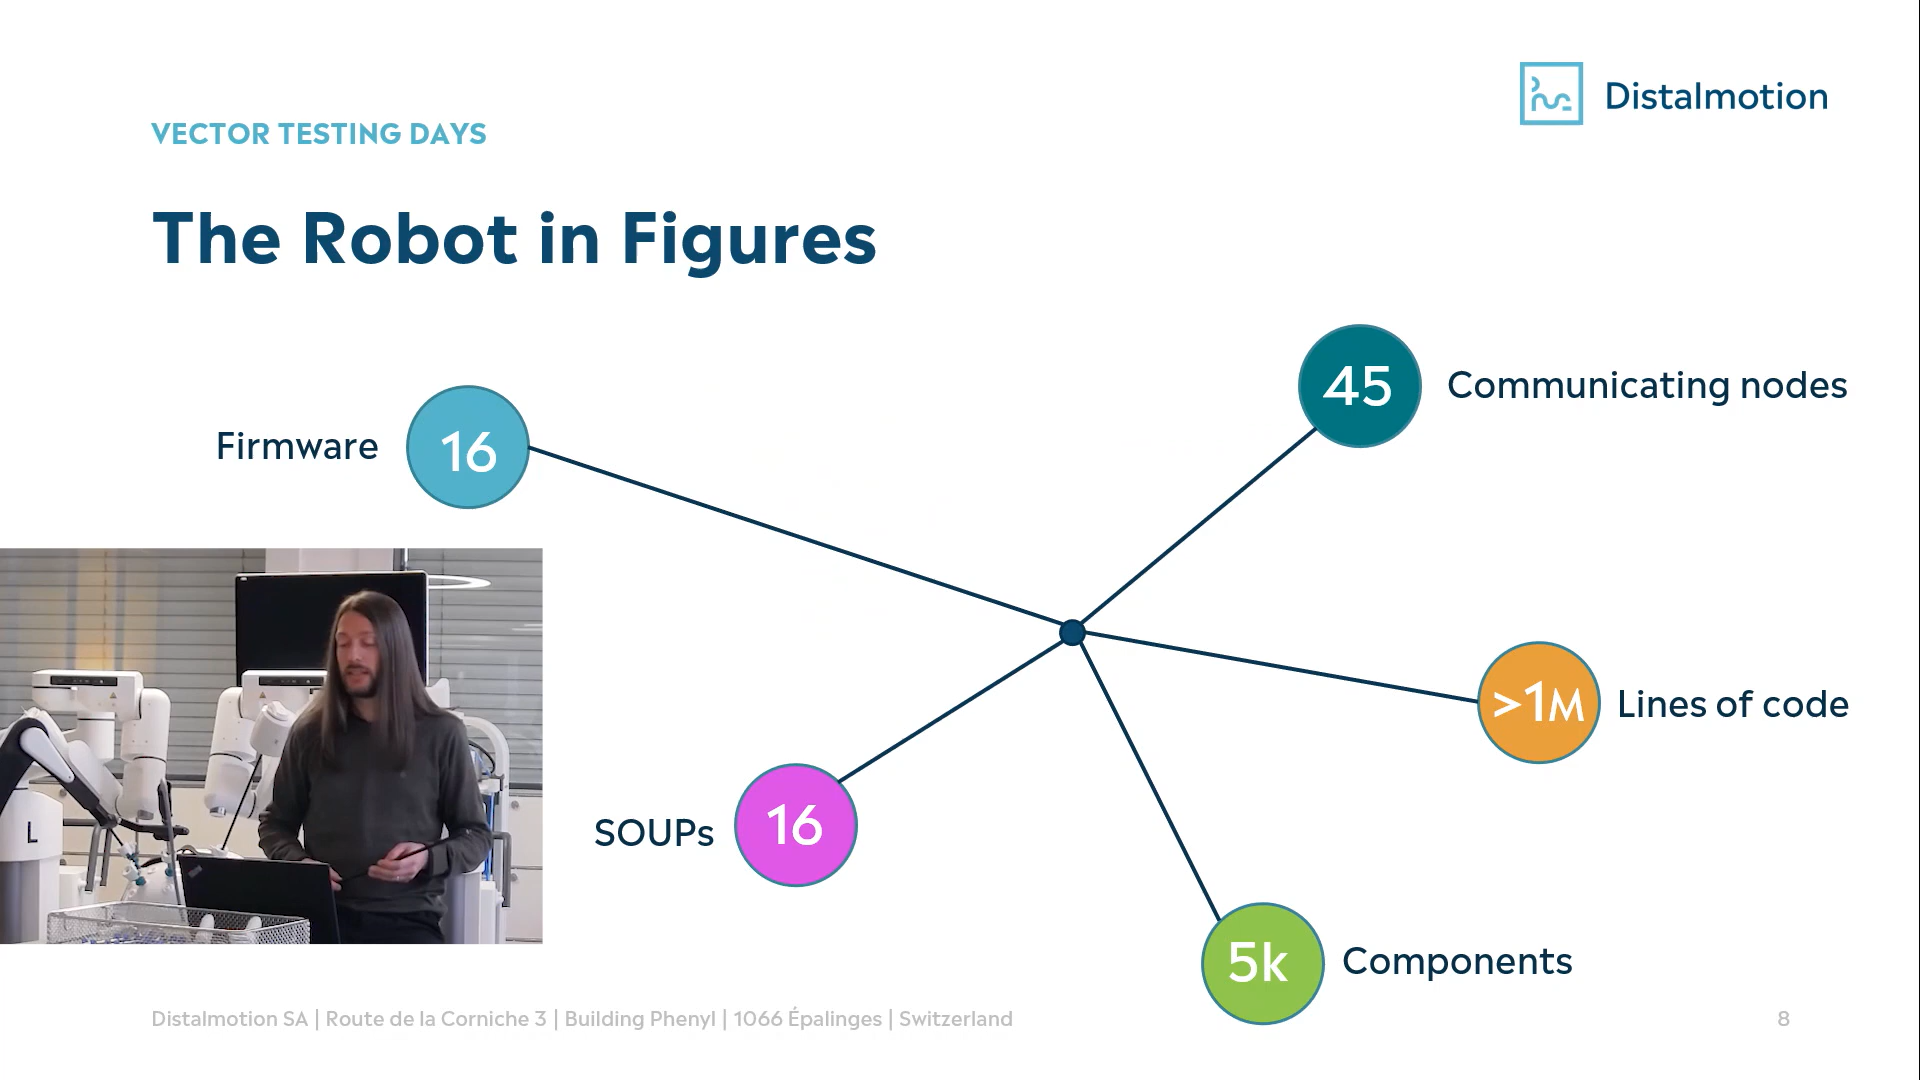 Distalmotion
VECTOR TESTING DAYS
The Robot in Figures
45 Communicating nodes
Firmware 16
>1M Lines of code
L
SOUPs 16
5k Components
Distalmotion SA | Route de la Corniche 3 | Building Phenyl | 1066 Épalinges | Switzerland
8